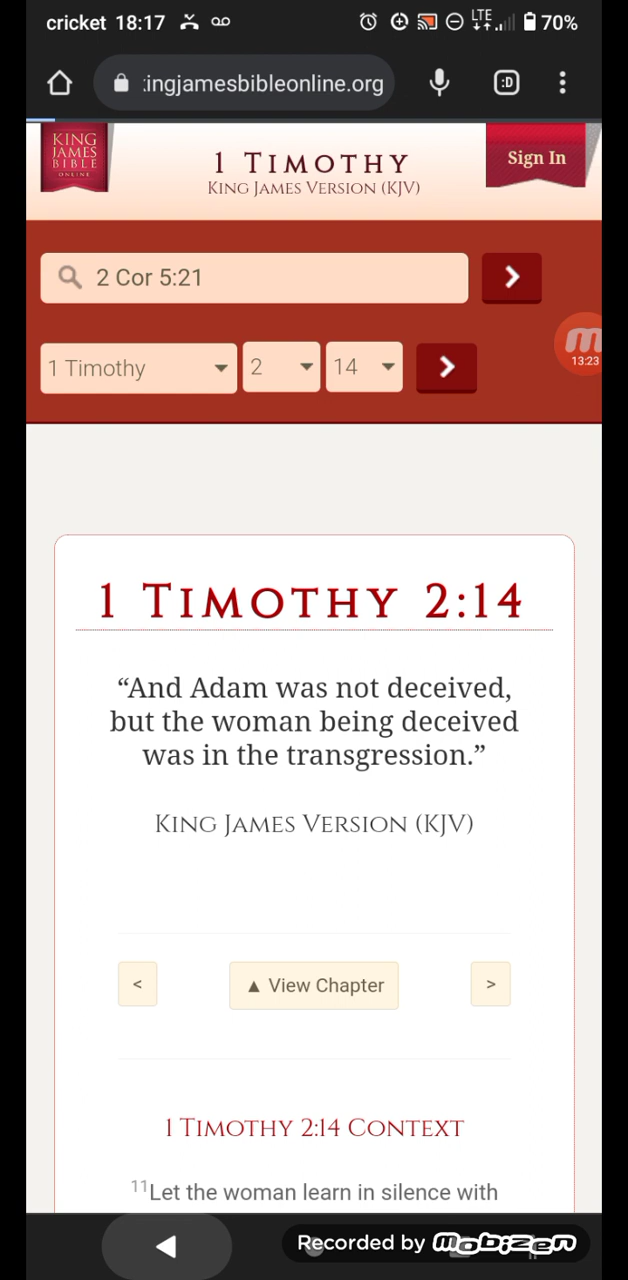 cricket 18:17 LTE 70%
:ingjamesbibleonline.org :D
KING
JAMES
BIBLE
ONLINE
1 TIMOTHY
KING JAMES VERSION (KJV)
Sign In
2 Cor 5:21
1 Timothy 2 14
13:23
1 TIMOTHY 2:14
“And Adam was not deceived,
but the woman being deceived
was in the transgression.”
KING JAMES VERSION (KJV)
< ▲ View Chapter >
1 TIMOTHY 2:14 CONTEXT
11Let the woman learn in silence with
Recorded by mobizen